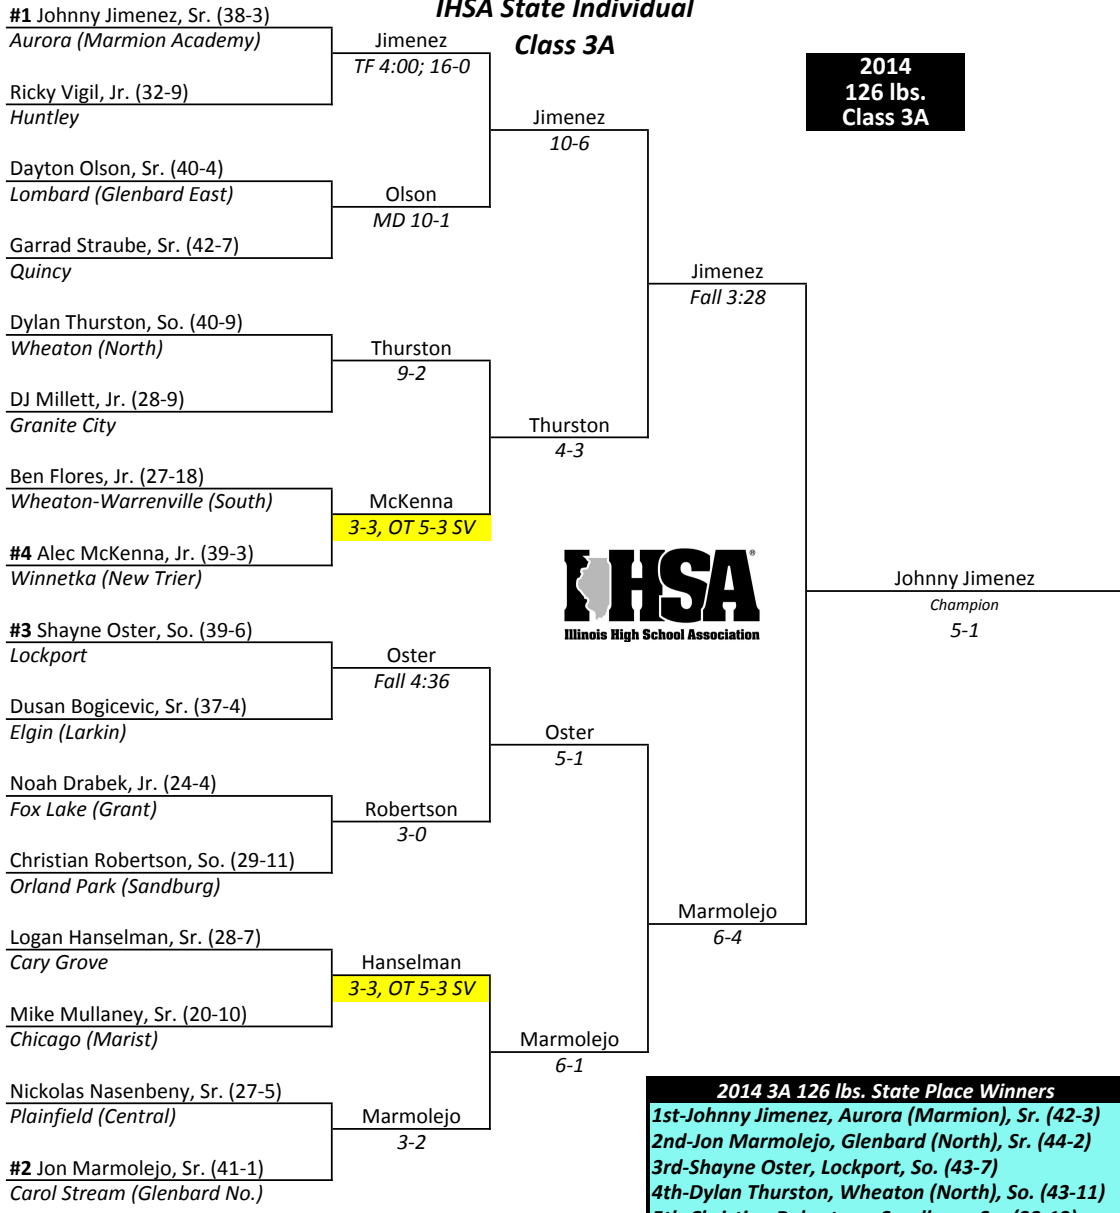 IHSA State Individual
Class 3A
2014
126 lbs.
Class 3A
#1 Johnny Jimenez, Sr. (38-3)
Aurora (Marmion Academy)
Jimenez
TF 4:00; 16-0
Ricky Vigil, Jr. (32-9)
Huntley
Jimenez
10-6
Dayton Olson, Sr. (40-4)
Lombard (Glenbard East)
Olson
MD 10-1
Garrad Straube, Sr. (42-7)
Quincy
Jimenez
Fall 3:28
Dylan Thurston, So. (40-9)
Wheaton (North)
Thurston
9-2
DJ Millett, Jr. (28-9)
Granite City
Thurston
4-3
Ben Flores, Jr. (27-18)
Wheaton-Warrenville (South)
McKenna
3-3, OT 5-3 SV
#4 Alec McKenna, Jr. (39-3)
Winnetka (New Trier)
IHSA®
Illinois High School Association
Johnny Jimenez
Champion
5-1
#3 Shayne Oster, So. (39-6)
Lockport
Oster
Fall 4:36
Dusan Bogicevic, Sr. (37-4)
Elgin (Larkin)
Oster
5-1
Noah Drabek, Jr. (24-4)
Fox Lake (Grant)
Robertson
3-0
Christian Robertson, So. (29-11)
Orland Park (Sandburg)
Marmolejo
6-4
Logan Hanselman, Sr. (28-7)
Cary Grove
Hanselman
3-3, OT 5-3 SV
Mike Mullaney, Sr. (20-10)
Chicago (Marist)
Marmolejo
6-1
Nickolas Nasenbeny, Sr. (27-5)
Plainfield (Central)
Marmolejo
3-2
#2 Jon Marmolejo, Sr. (41-1)
Carol Stream (Glenbard No.)
2014 3A 126 lbs. State Place Winners
1st-Johnny Jimenez, Aurora (Marmion), Sr. (42-3)
2nd-Jon Marmolejo, Glenbard (North), Sr. (44-2)
3rd-Shayne Oster, Lockport, So. (43-7)
4th-Dylan Thurston, Wheaton (North), So. (43-11)